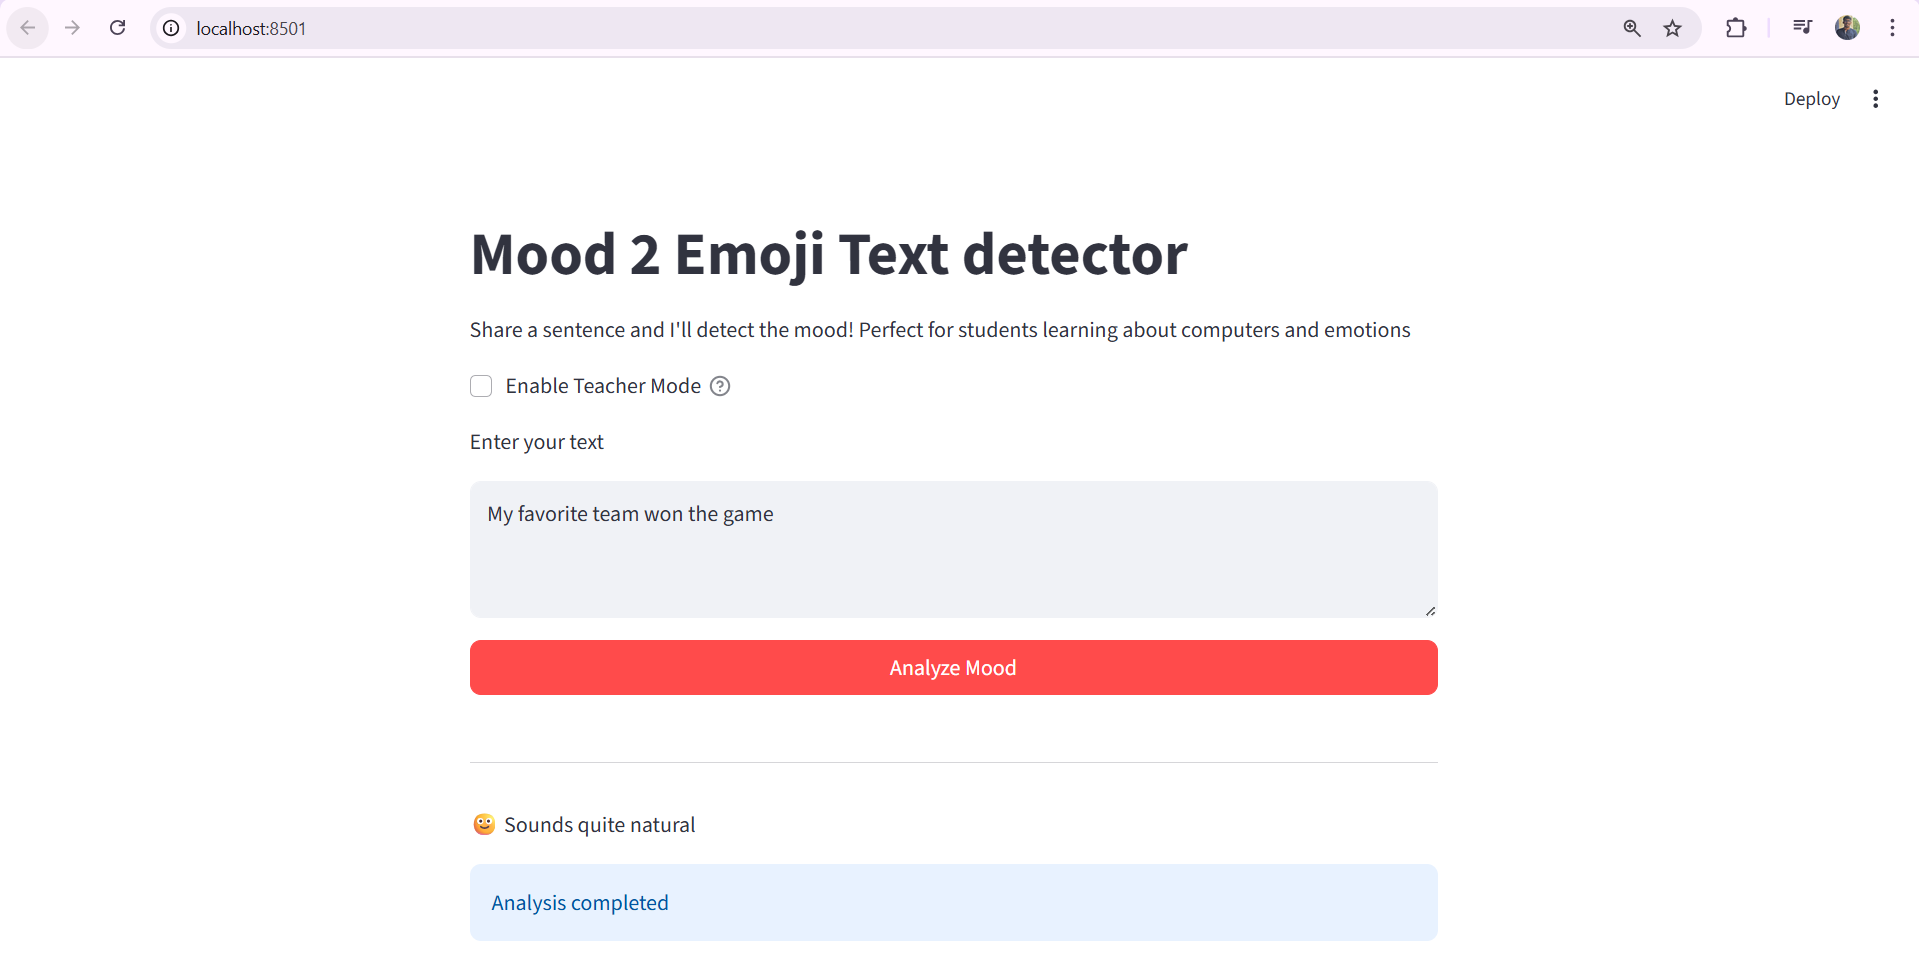 localhost:8501
Deploy
Mood 2 Emoji Text detector
Share a sentence and I'll detect the mood! Perfect for students learning about computers and emotions
Enable Teacher Mode
Enter your text
My favorite team won the game
Analyze Mood
Sounds quite natural
Analysis completed